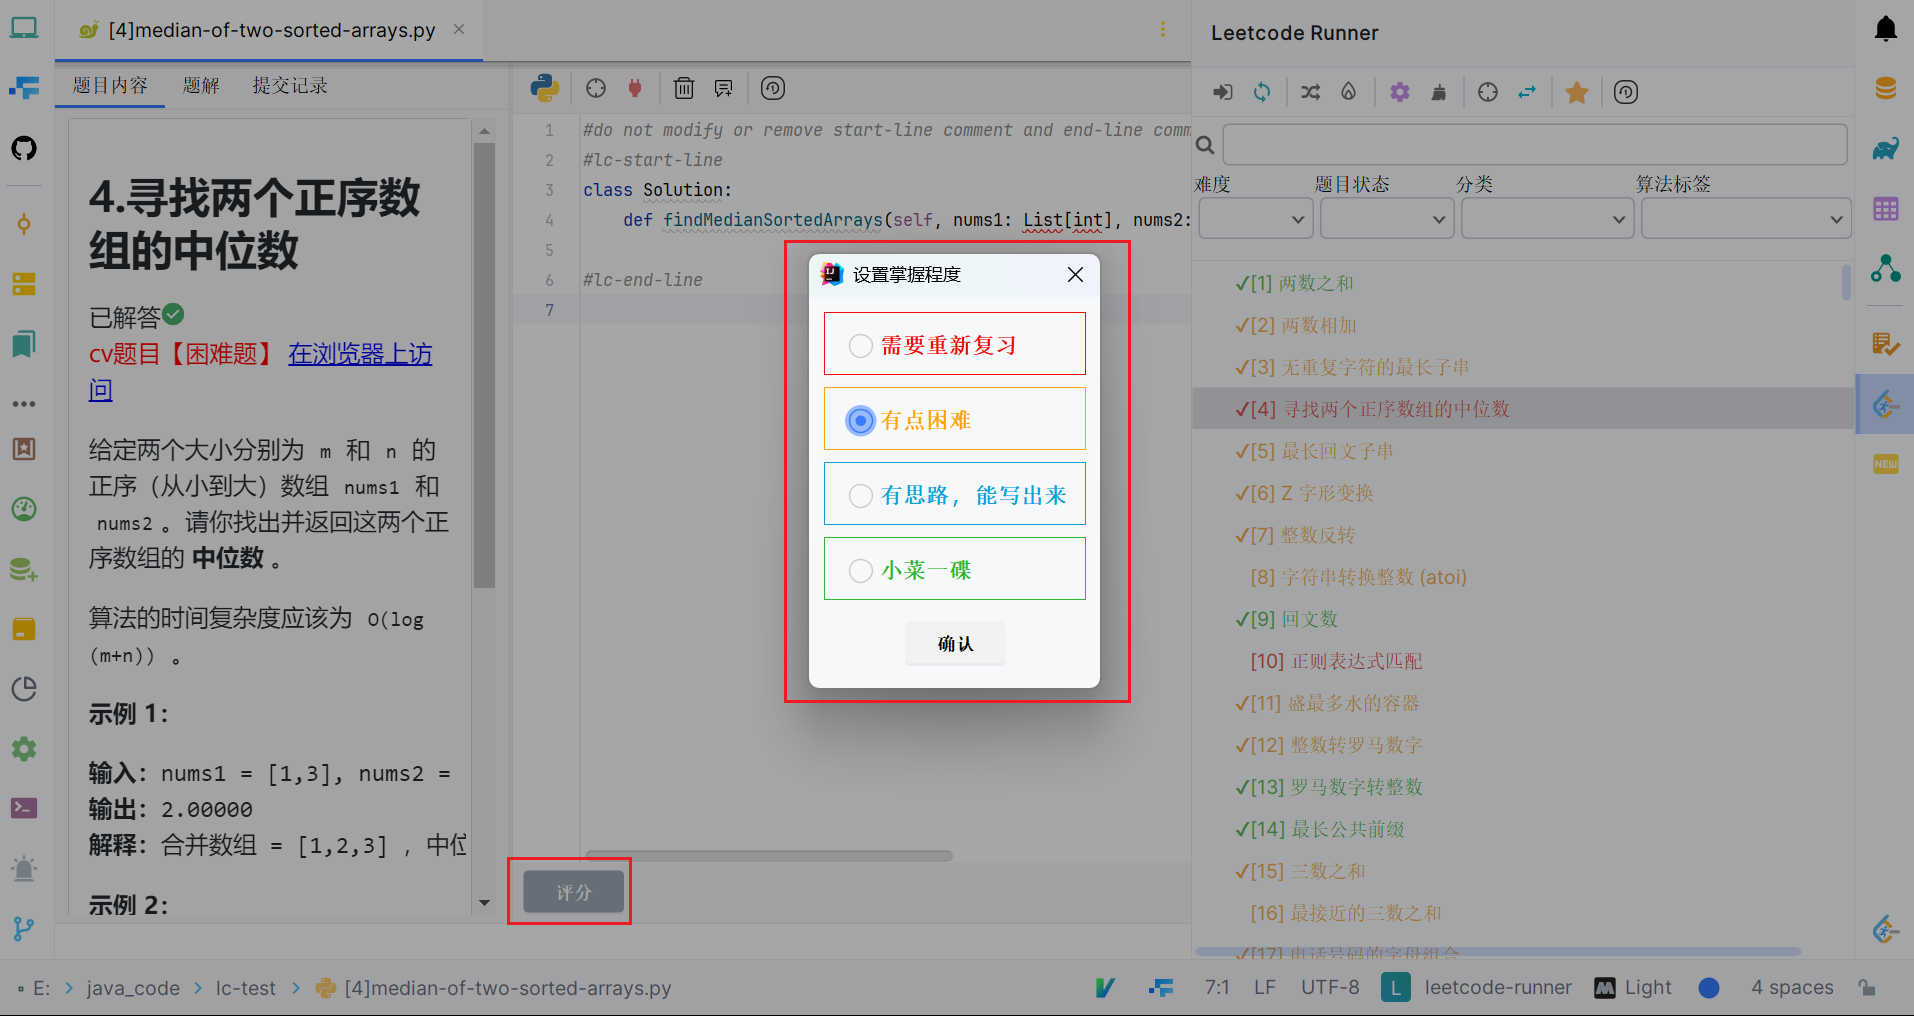 [4]median-of-two-sorted-arrays.py
Leetcode Runner
题目内容 题解 提交记录
4.寻找两个正序数
组的中位数
已解答
cv题目【困难题】 在浏览器上访
问
给定两个大小分别为 m 和 n 的
正序（从小到大）数组 nums1 和
nums2 。请你找出并返回这两个正
序数组的 中位数 。
算法的时间复杂度应该为 O(log
(m+n)) 。
示例 1：
输入：nums1 = [1,3], nums2 =
输出：2.00000
解释：合并数组 = [1,2,3] ，中位
示例 2：
1 #do not modify or remove start-line comment and end-line comm
2 #lc-start-line
3 class Solution:
4 def findMedianSortedArrays(self, nums1: List[int], nums2:
5
6 #lc-end-line
7
设置掌握程度
需要重新复习
有点困难
有思路，能写出来
小菜一碟
确认
评分
难度 题目状态 分类 算法标签
✓[1] 两数之和
✓[2] 两数相加
✓[3] 无重复字符的最长子串
✓[4] 寻找两个正序数组的中位数
✓[5] 最长回文子串
✓[6] Z 字形变换
✓[7] 整数反转
[8] 字符串转换整数 (atoi)
✓[9] 回文数
[10] 正则表达式匹配
✓[11] 盛最多水的容器
✓[12] 整数转罗马数字
✓[13] 罗马数字转整数
✓[14] 最长公共前缀
✓[15] 三数之和
[16] 最接近的三数之和
✓[17] 电话号码的字母组合
NEW
E: > java_code > lc-test > [4]median-of-two-sorted-arrays.py
7:1 LF UTF-8 L leetcode-runner Light 4 spaces